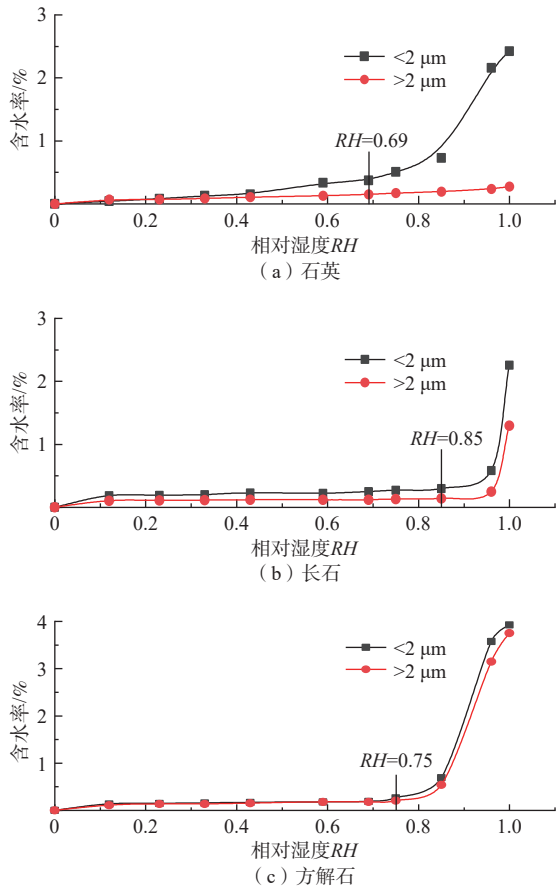 3
2
1
0
含水率/%
<2 μm
>2 μm
RH=0.69
0 0.2 0.4 0.6 0.8 1.0
相对湿度RH
（a）石英
3
2
1
0
含水率/%
<2 μm
>2 μm
RH=0.85
0 0.2 0.4 0.6 0.8 1.0
相对湿度RH
（b）长石
4
3
2
1
0
含水率/%
<2 μm
>2 μm
RH=0.75
0 0.2 0.4 0.6 0.8 1.0
相对湿度RH
（c）方解石